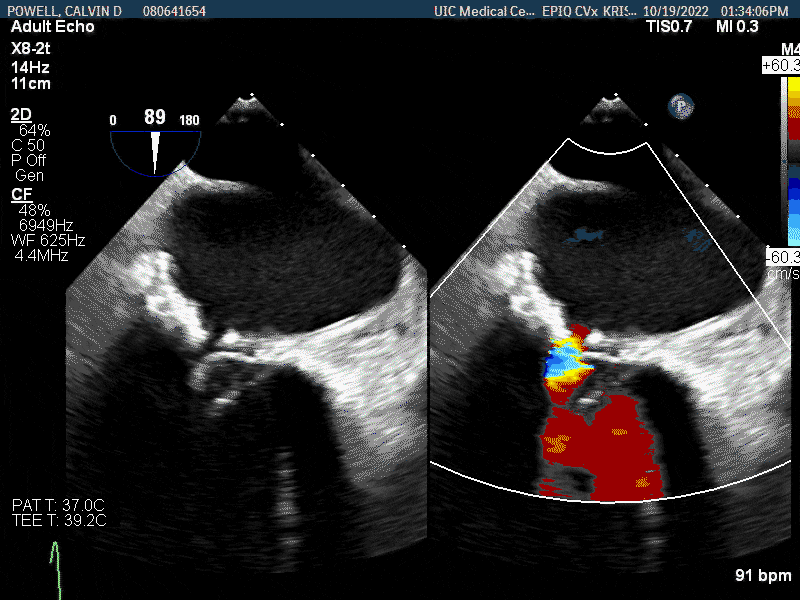 POWELL, CALVIN D 080641654 UIC Medical Ce... EPIQ CVx KRIS... 10/19/2022 01:34:06PM
Adult Echo TIS0.7 MI 0.3
X8-2t
14Hz
11cm
M4
+60.3
2D
64%
C 50
P Off
Gen
0 89 180
P
CF
48%
6949Hz
WF 625Hz
4.4MHz
-60.3
cm/s
PAT T: 37.0C
TEE T: 39.2C
91 bpm